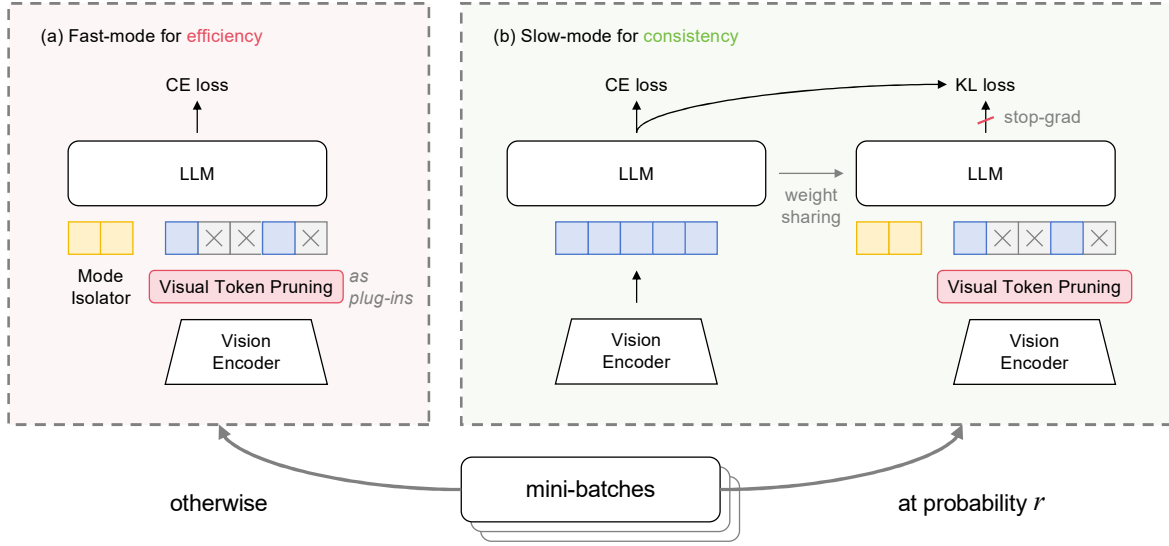 (a) Fast-mode for efficiency
CE loss
LLM
Mode
Isolator
Visual Token Pruning
as
plug-ins
Vision
Encoder
(b) Slow-mode for consistency
CE loss
KL loss
stop-grad
LLM
weight
sharing
LLM
Visual Token Pruning
Vision
Encoder
Vision
Encoder
otherwise
mini-batches
at probability r